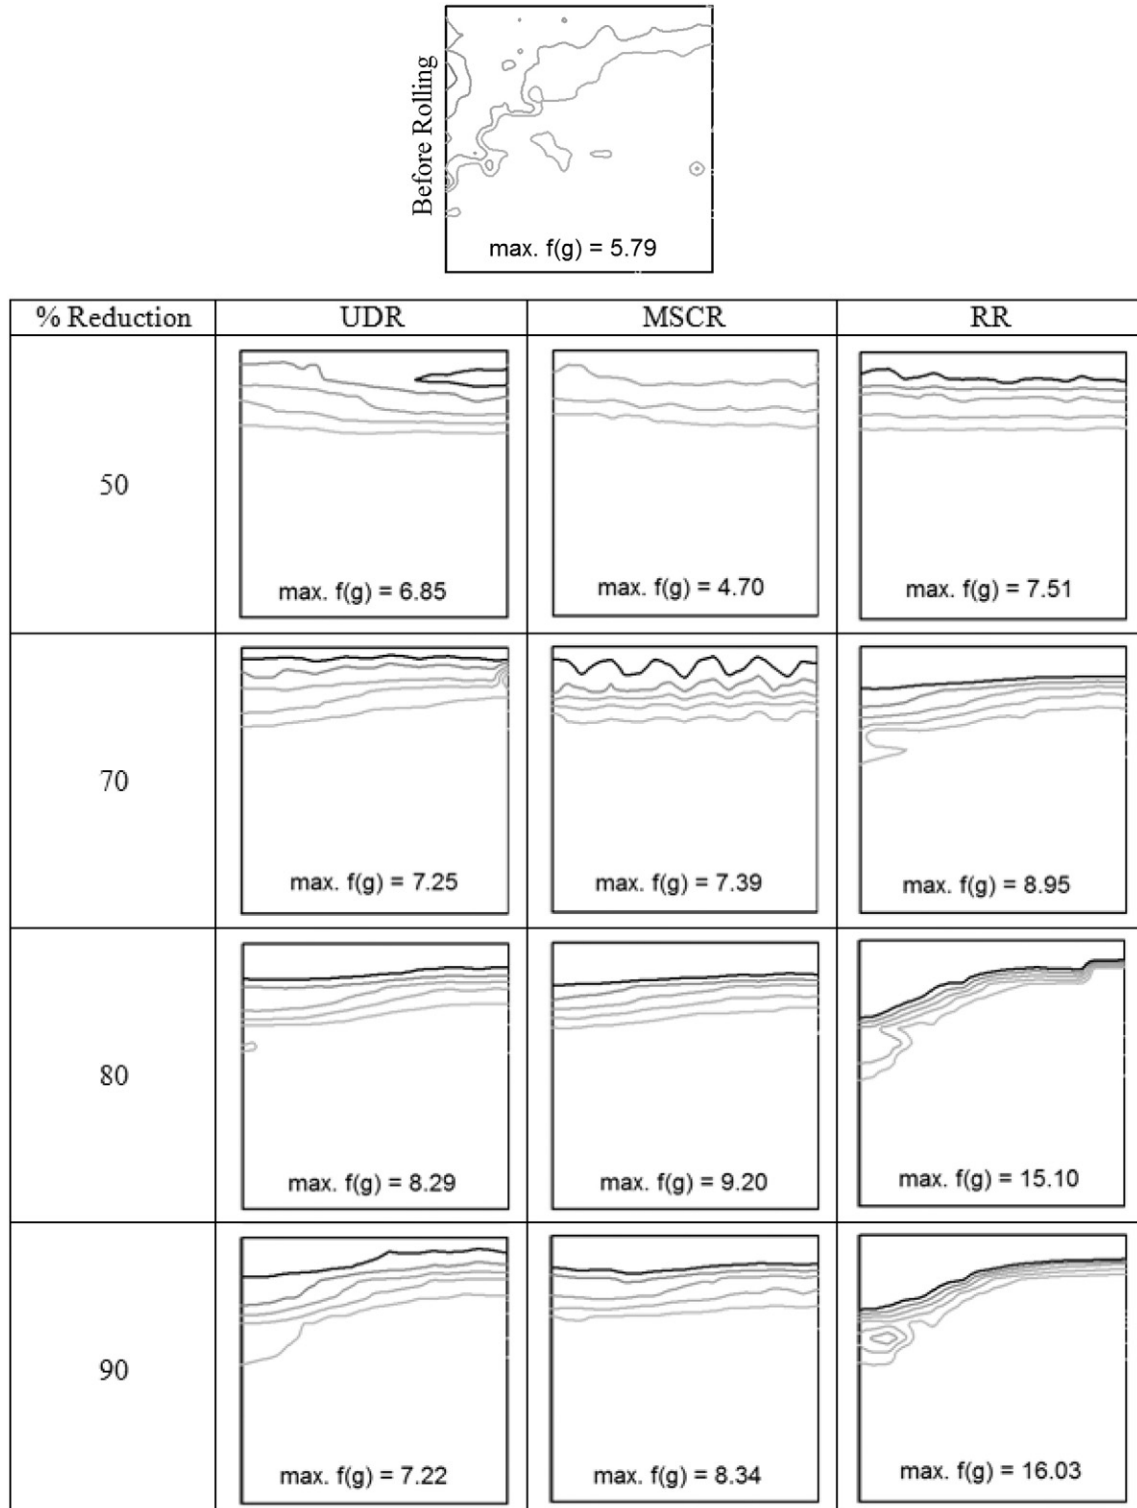 Before Rolling
max. f(g) = 5.79
% Reduction UDR MSCR RR
50
max. f(g) = 6.85 max. f(g) = 4.70 max. f(g) = 7.51
70
max. f(g) = 7.25 max. f(g) = 7.39 max. f(g) = 8.95
80
max. f(g) = 8.29 max. f(g) = 9.20 max. f(g) = 15.10
90
max. f(g) = 7.22 max. f(g) = 8.34 max. f(g) = 16.03